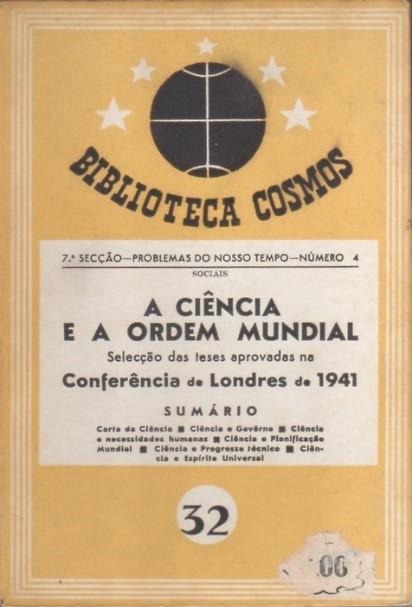 BIBLIOTECA COSMOS
7.ª SECÇÃO—PROBLEMAS DO NOSSO TEMPO—NÚMERO 4
SOCIAIS
A CIÊNCIA
E A ORDEM MUNDIAL
Selecção das teses aprovadas na
Conferência de Londres de 1941
SUMÁRIO
Carta da Ciência ■ Ciência e Govêrno ■ Ciência
e necessidades humanas ■ Ciência e Planificação
Mundial ■ Ciência e Progresso técnico ■ Ciên-
cia e Espírito Universal
32
00